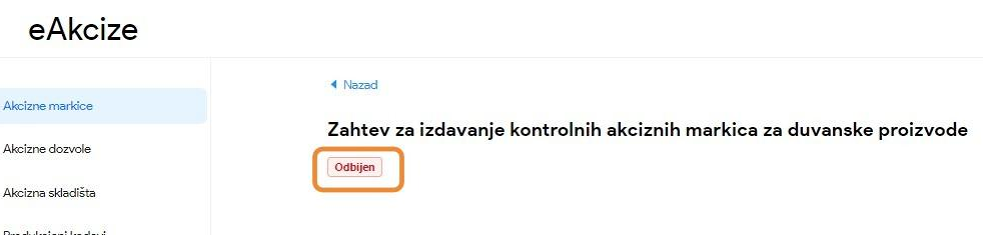 eAkcize
Nazad
Akcizne markice
Zahtev za izdavanje kontrolnih akciznih markica za duvanske proizvode
Akcizne dozvole
Odbijen
Akcizna skladišta